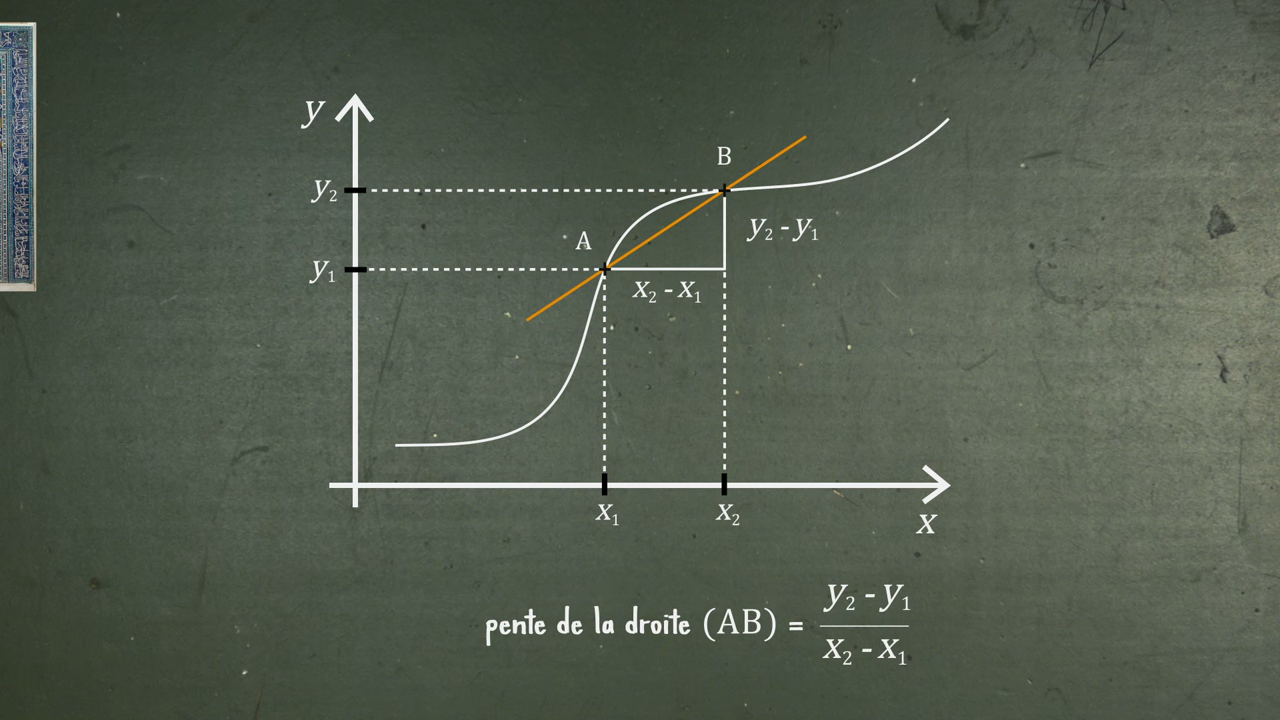 y
B
y₂
y₂ - y₁
A
y₁
x₂ - x₁
x₁
x₂
x
pente de la droite (AB) = 
y₂ - y₁
x₂ - x₁